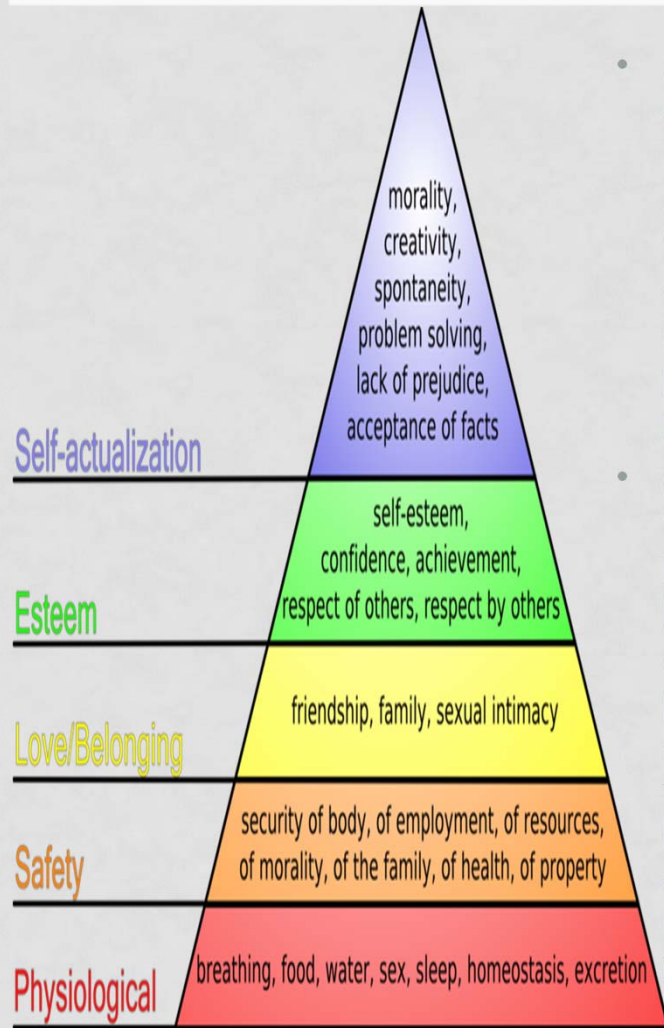 morality,
creativity,
spontaneity,
problem solving,
lack of prejudice,
acceptance of facts
Self-actualization
self-esteem,
confidence, achievement,
respect of others, respect by others
Esteem
friendship, family, sexual intimacy
Love/Belonging
security of body, of employment, of resources,
of morality, of the family, of health, of property
Safety
breathing, food, water, sex, sleep, homeostasis, excretion
Physiological